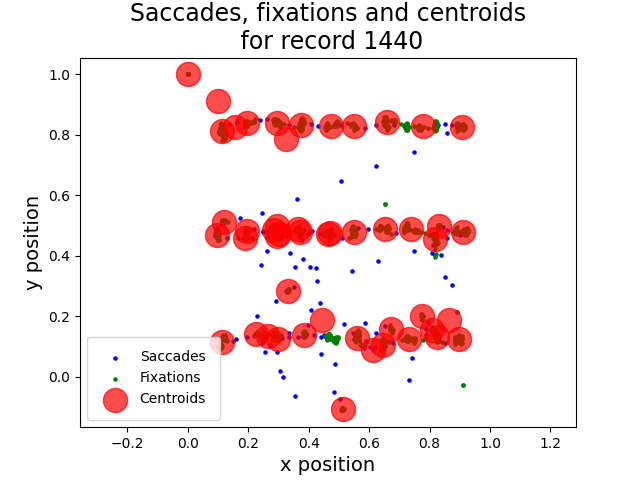 Saccades, fixations and centroids
for record 1440
1.0
0.8
0.6
0.4
0.2
0.0
y position
Saccades
Fixations
Centroids
−0.2
0.0
0.2
0.4
0.6
0.8
1.0
1.2
x position